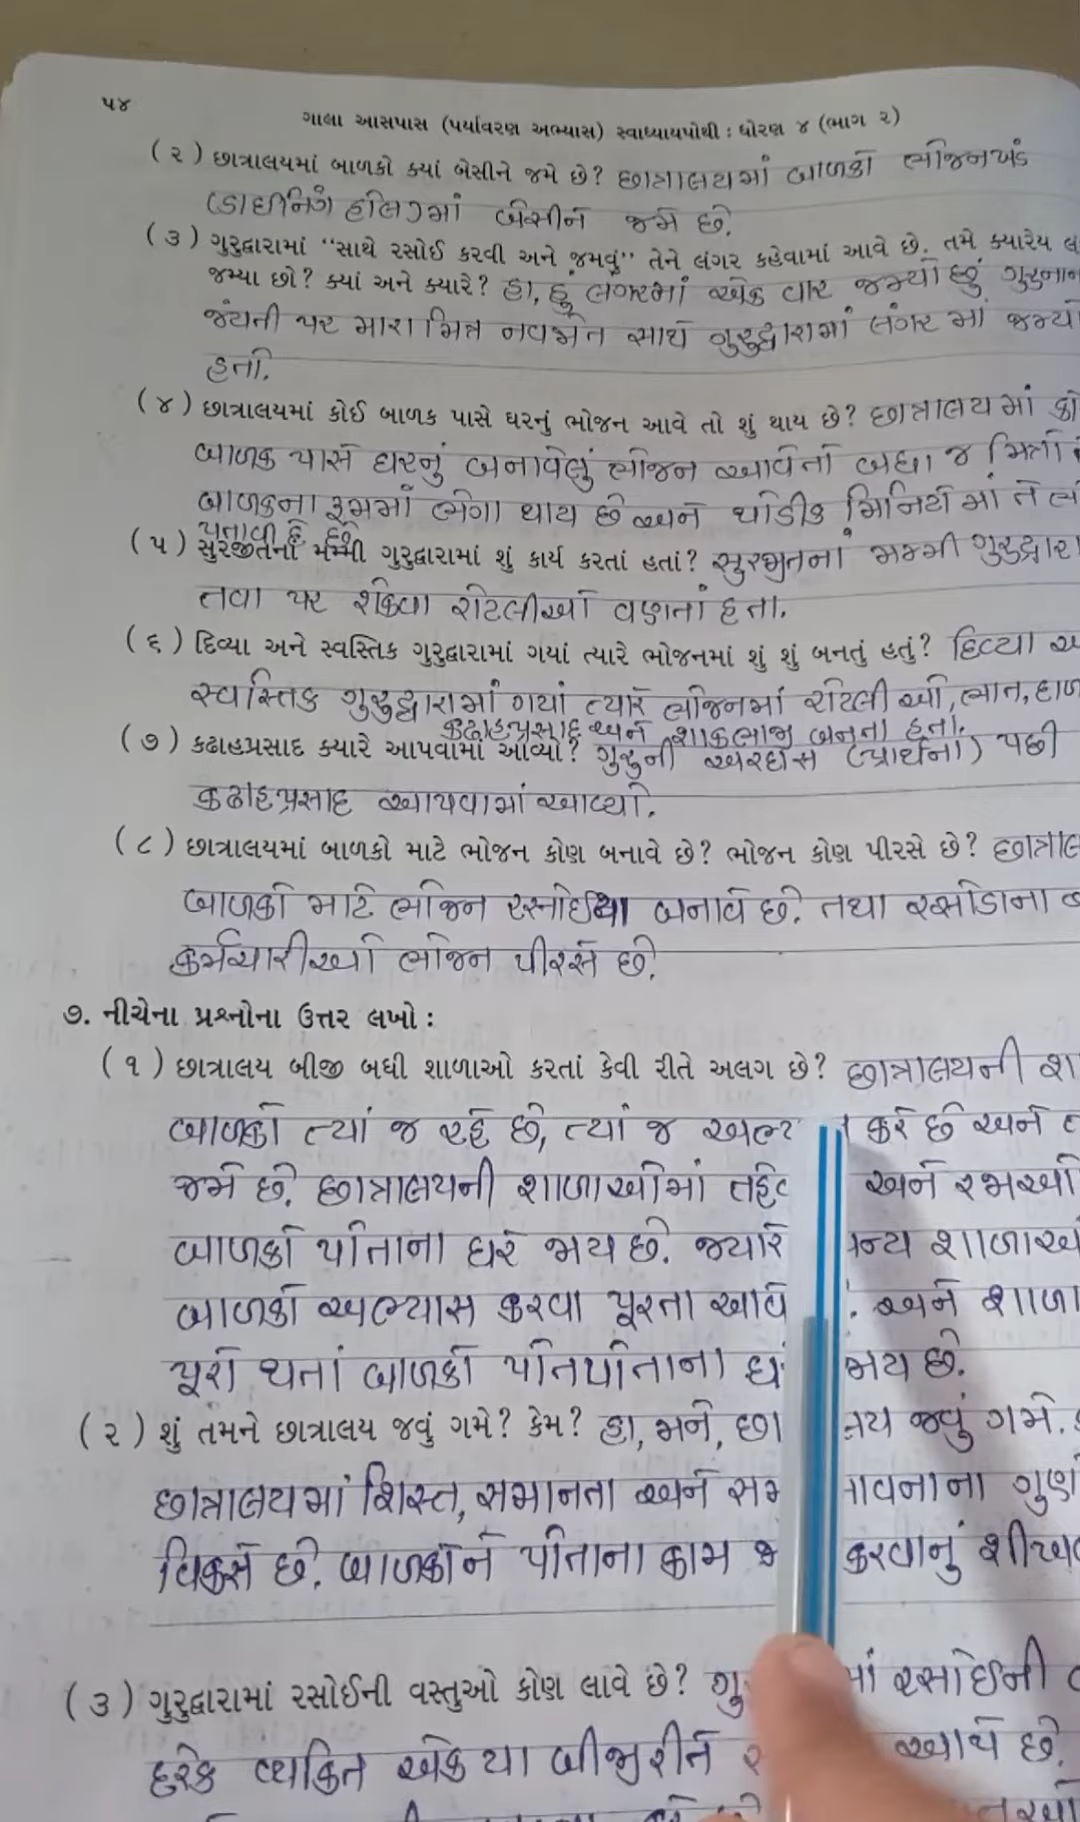 ૫૪
ગાલા આસપાસ (પર્યાવરણ અભ્યાસ) સ્વાધ્યાયપોથી : ધોરણ ૪ (ભાગ ૨)
(૨) છાત્રાલયમાં બાળકો ક્યાં બેસીને જમે છે? છાત્રાલયમાં બાળકો ભોજનખંડ
(ડાઈનિંગ હોલ)માં બેસીને જમે છે.
(૩) ગુરુદ્વારામાં "સાથે રસોઈ કરવી અને જમવું" તેને લંગર કહેવામાં આવે છે. તમે ક્યારેય
જમ્યા છો? ક્યાં અને ક્યારે? હા, હું લંગરમાં એક વાર જમ્યો છું ગુરુનાન
જયંતી પર મારા મિત્ર નવજોત સાથે ગુરુદ્વારામાં લંગર માં જમ્યો
હતો.
(૪) છાત્રાલયમાં કોઈ બાળક પાસે ઘરનું ભોજન આવે તો શું થાય છે? છાત્રાલયમાં કો
બાળક પાસે ઘરનું બનાવેલું ભોજન આવેતો બધા જ મિત્રો
બાળકના રૂમમાં ભેગા થાય છે અને થોડીક મિનિટોમાં તે ભો
પતાવી દે છે.
(૫) સુરજીતનાં મમ્મી ગુરુદ્વારામાં શું કાર્ય કરતાં હતાં? સુરજીતનાં મમ્મી ગુરુદ્વારા
તવા પર શેકવા રોટલીઓ વણતાં હતા.
(૬) દિવ્યા અને સ્વસ્તિક ગુરુદ્વારામાં ગયાં ત્યારે ભોજનમાં શું શું બનતું હતું? દિવ્યા અ
સ્વસ્તિક ગુરુદ્વારામાં ગયાં ત્યારે ભોજનમાં રોટલીઓ, ભાત, દાળ
કઢાહપ્રસાદ અને શાકભાજી બનતા હતા.
(૭) કઢાહપ્રસાદ ક્યારે આપવામાં આવ્યો? ગુરુની અરદાસ (પ્રાર્થના) પછી
કઢાહપ્રસાદ આપવામાં આવ્યો.
(૮) છાત્રાલયમાં બાળકો માટે ભોજન કોણ બનાવે છે? ભોજન કોણ પીરસે છે? છાત્રાલ
બાળકો માટે ભોજન રસોઈયા બનાવે છે. તથા રસોડાના
કર્મચારીઓ ભોજન પીરસે છે.
૭. નીચેના પ્રશ્નોના ઉત્તર લખો :
(૧) છાત્રાલય બીજી બધી શાળાઓ કરતાં કેવી રીતે અલગ છે? છાત્રાલયની શા
બાળકો ત્યાં જ રહે છે, ત્યાં જ કરે છે અને
જમે છે. છાત્રાલયની શાળાઓમાં અને રજાઓ
બાળકો પોતાના ઘરે જાય છે. જ્યારે શાળાઓ
બાળકો અભ્યાસ કરવા પૂરતા આવે અને શાળા
પૂરી થતાં બાળકો પોતપોતાના જાય છે.
(૨) શું તમને છાત્રાલય જવું ગમે? કેમ? હા, મને, જવું ગમે.
છાત્રાલયમાં શિસ્ત, સમાનતા અને ગુણ
વિકસે છે. બાળકોને પોતાના કામ કરવાનું શીખવ
(૩) ગુરુદ્વારામાં રસોઈની વસ્તુઓ કોણ લાવે છે? રસોઈની
દરેક વ્યક્તિ એક યા બીજી રીતે આપે છે.